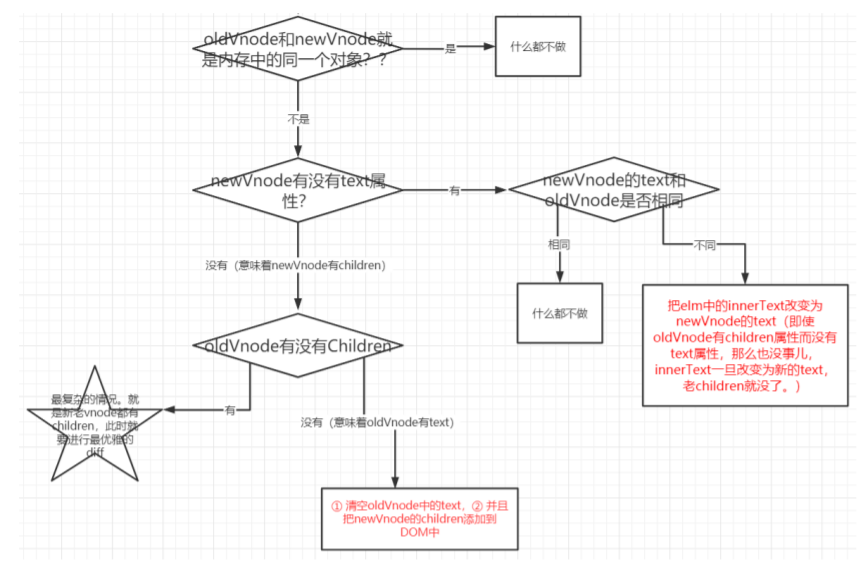 oldVnode和newVnode就
是内存中的同一个对象？？
是
什么都不做
不是
newVnode有没有text属
性？
有
newVnode的text和
oldVnode是否相同
相同
不同
没有（意味着newVnode有children）
什么都不做
把elm中的innerText改变为
newVnode的text（即使
oldVnode有children属性而没有
text属性，那么也没事儿，
innerText一旦改变为新的text，
老children就没了。）
oldVnode有没有Children
最复杂的情况。就
是新老vnode都有
children，此时就
要进行最优雅的
diff
有
没有（意味着oldVnode有text）
① 清空oldVnode中的text，② 并且
把newVnode的children添加到
DOM中